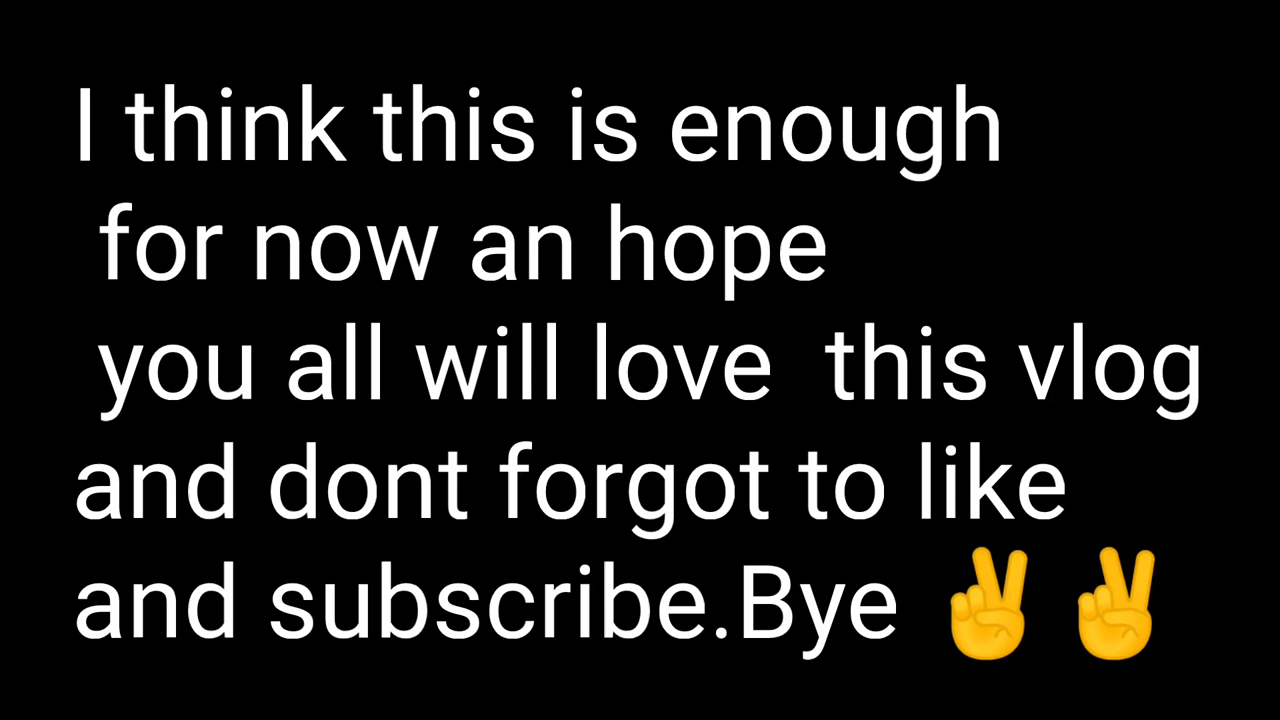 I think this is enough
for now an hope
you all will love  this vlog
and dont forgot to like
and subscribe.Bye ✌️ ✌️